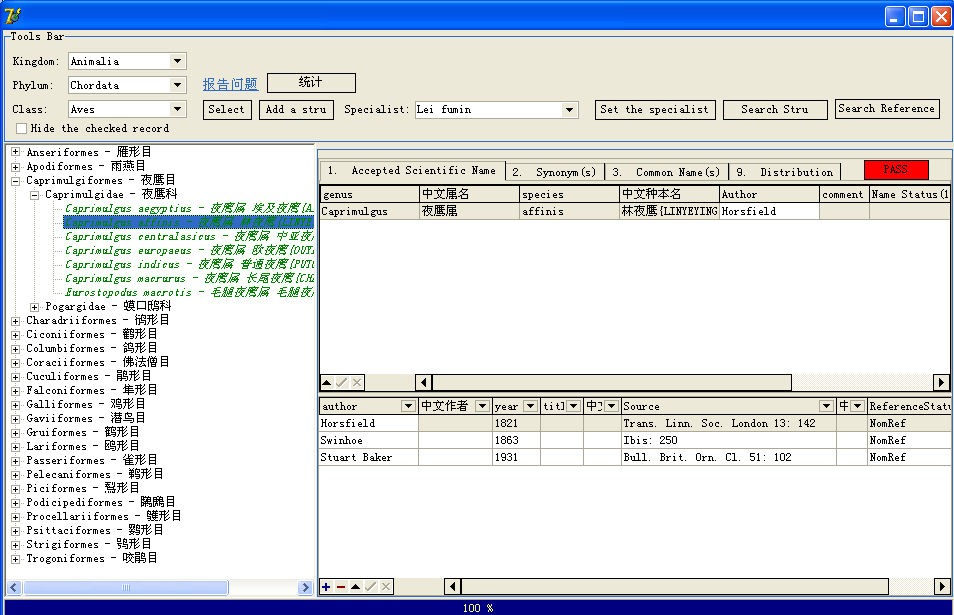 Tools Bar
Kingdom: Animalia
Phylum: Chordata 报告问题 统计
Class: Aves Select Add a stru Specialist: Lei fumin Set the specialist Search Stru Search Reference
Hide the checked record
Anseriformes - 雁形目
Apodiformes - 雨燕目
Caprimulgiformes - 夜鹰目
Caprimulgidae - 夜鹰科
Caprimulgus aegyptius - 夜鹰属 埃及夜鹰{A
Caprimulgus centralasicus - 夜鹰属 中亚夜
Caprimulgus europaeus - 夜鹰属 欧夜鹰{OU
Caprimulgus indicus - 夜鹰属 普通夜鹰{PUT
Caprimulgus macrurus - 夜鹰属 长尾夜鹰{CH
Eurostopodus macrotis - 毛腿夜鹰属 毛腿
Pogargidae - 蟆口鸱科
Charadriiformes - 鸻形目
Ciconiiformes - 鹳形目
Columbiformes - 鸽形目
Coraciiformes - 佛法僧目
Cuculiformes - 鹃形目
Falconiformes - 隼形目
Galliformes - 鸡形目
Gaviiformes - 潜鸟目
Gruiformes - 鹤形目
Lariformes - 鸥形目
Passeriformes - 雀形目
Pelecaniformes - 鹈形目
Piciformes - 鴷形目
Podicipediformes - 鸊鷉目
Procellariiformes - 鹱形目
Psittaciformes - 鹦形目
Strigiformes - 鸮形目
Trogoniformes - 咬鹃目
1. Accepted Scientific Name 2. Synonym(s) 3. Common Name(s) 9. Distribution PASS
genus 中文属名 species 中文种本名 Author comment Name Status(1
Caprimulgus 夜鹰属 affinis 林夜鹰{LINYEYING Horsfield
author 中文作者 year titl 中文 Source 中 ReferenceStatu
Horsfield 1821 Trans. Linn. Soc. London 13: 142 NomRef
Swinhoe 1863 Ibis: 250 NomRef
Stuart Baker 1931 Bull. Brit. Orn. Cl. 51: 102 NomRef
100 %